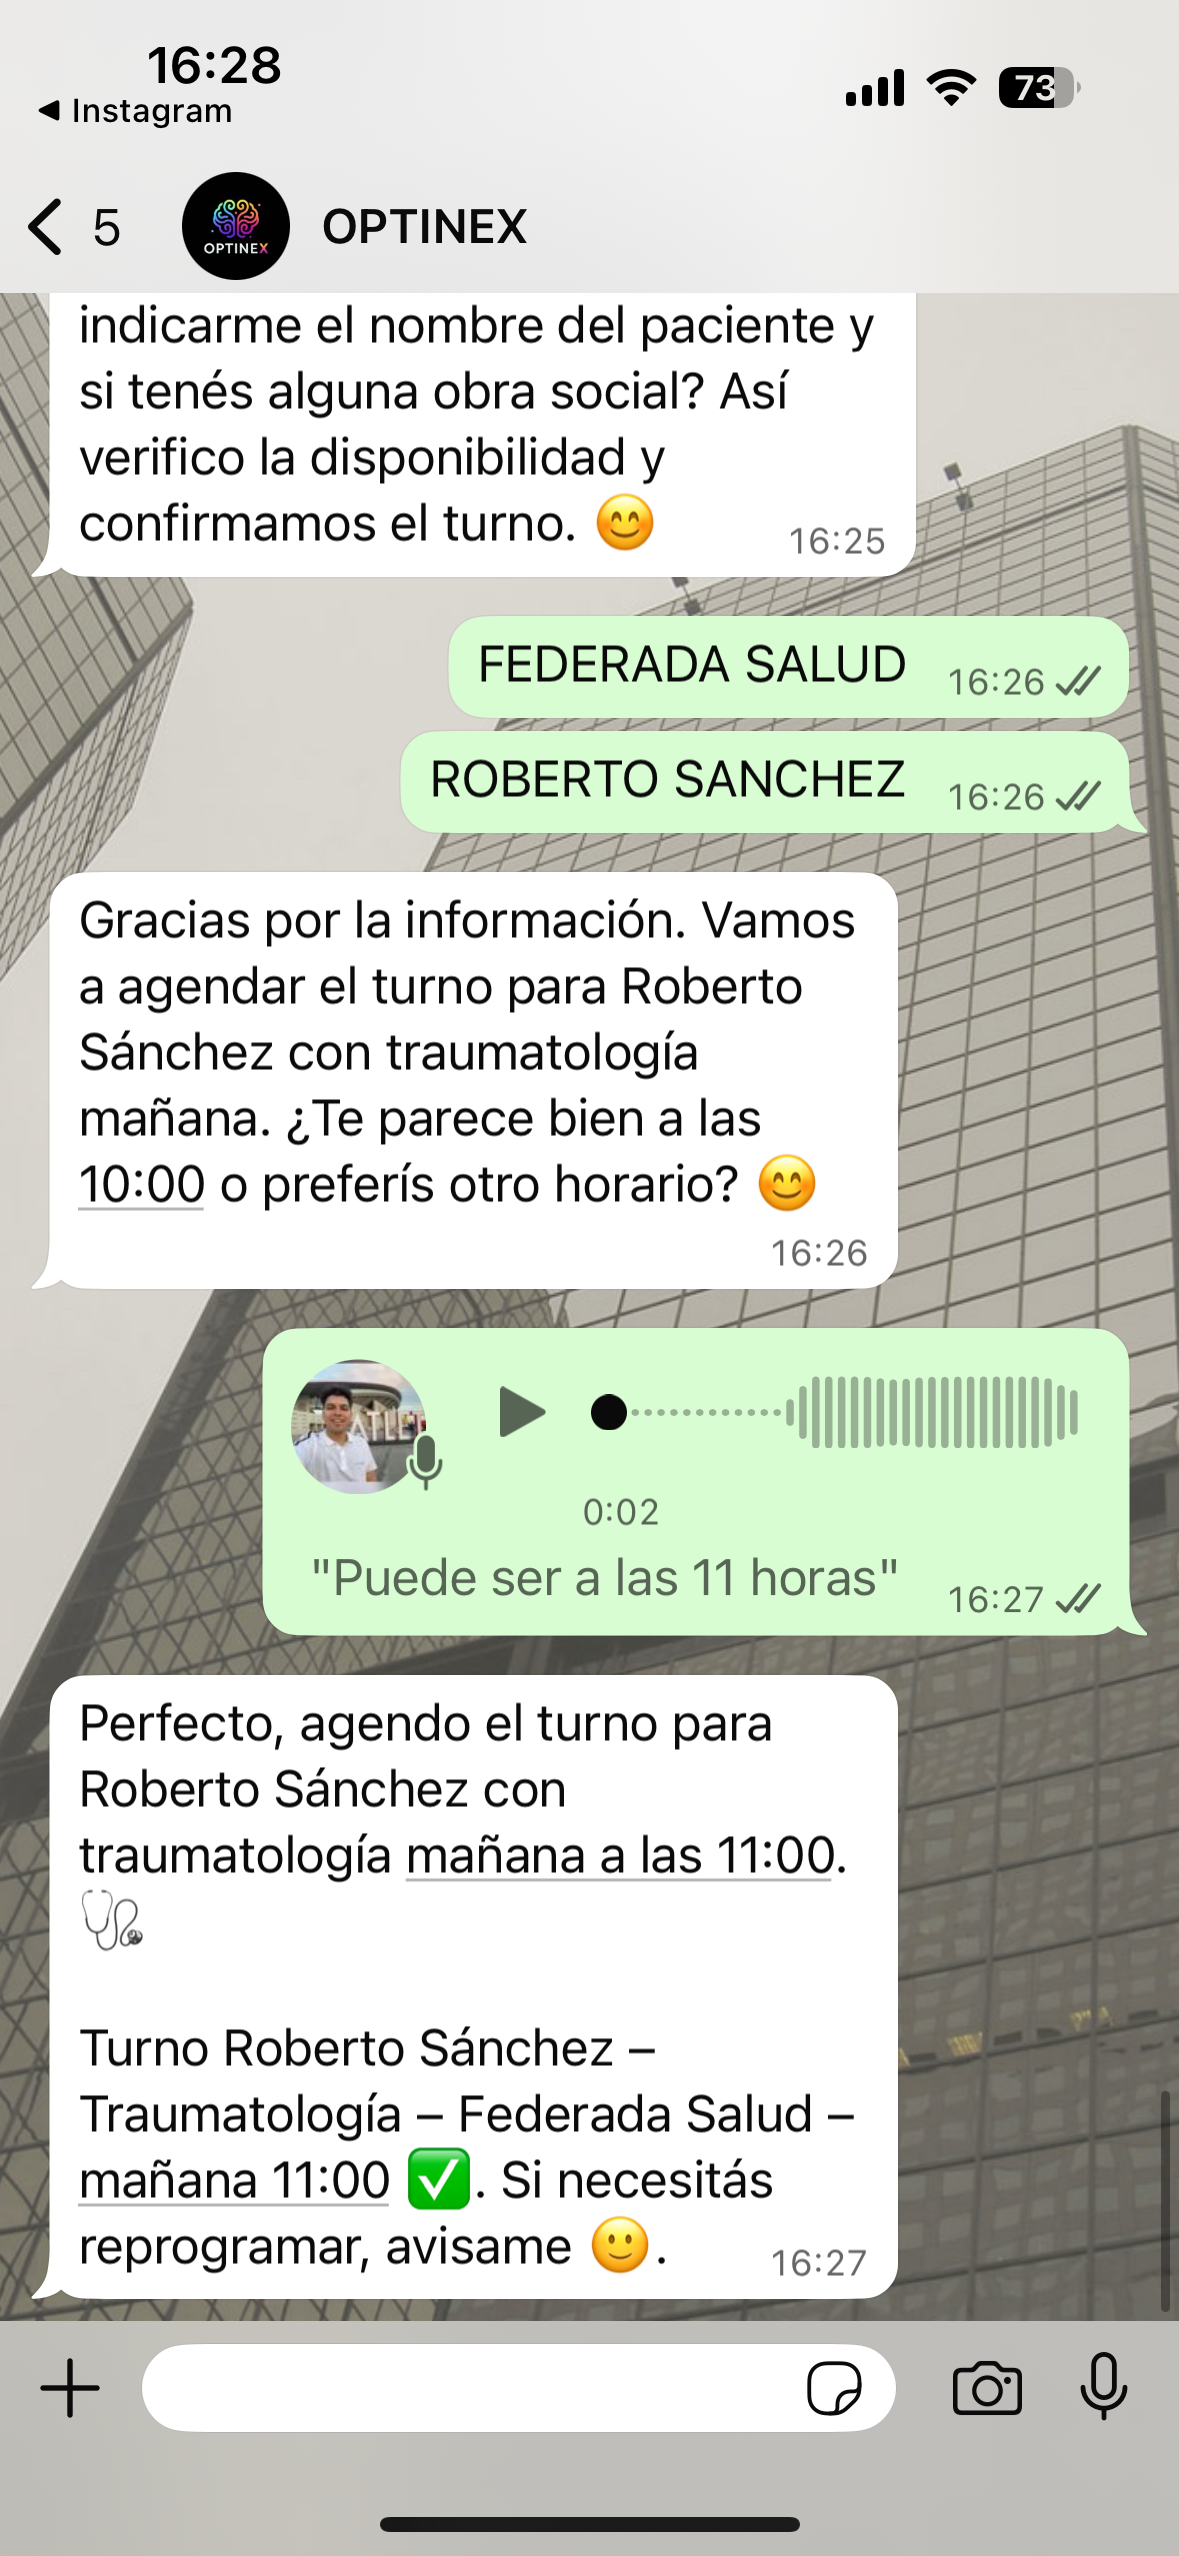 16:28
◀ Instagram
73
5
OPTINEX
OPTINEX
indicarme el nombre del paciente y
si tenés alguna obra social? Así
verifico la disponibilidad y
confirmamos el turno. 😊
16:25
FEDERADA SALUD
16:26
ROBERTO SANCHEZ
16:26
Gracias por la información. Vamos
a agendar el turno para Roberto
Sánchez con traumatología
mañana. ¿Te parece bien a las
10:00 o preferís otro horario? 😊
16:26
0:02
"Puede ser a las 11 horas"
16:27
Perfecto, agendo el turno para
Roberto Sánchez con
traumatología mañana a las 11:00.
🩺
Turno Roberto Sánchez –
Traumatología – Federada Salud –
mañana 11:00 ✅. Si necesitás
reprogramar, avisame 🙂.
16:27